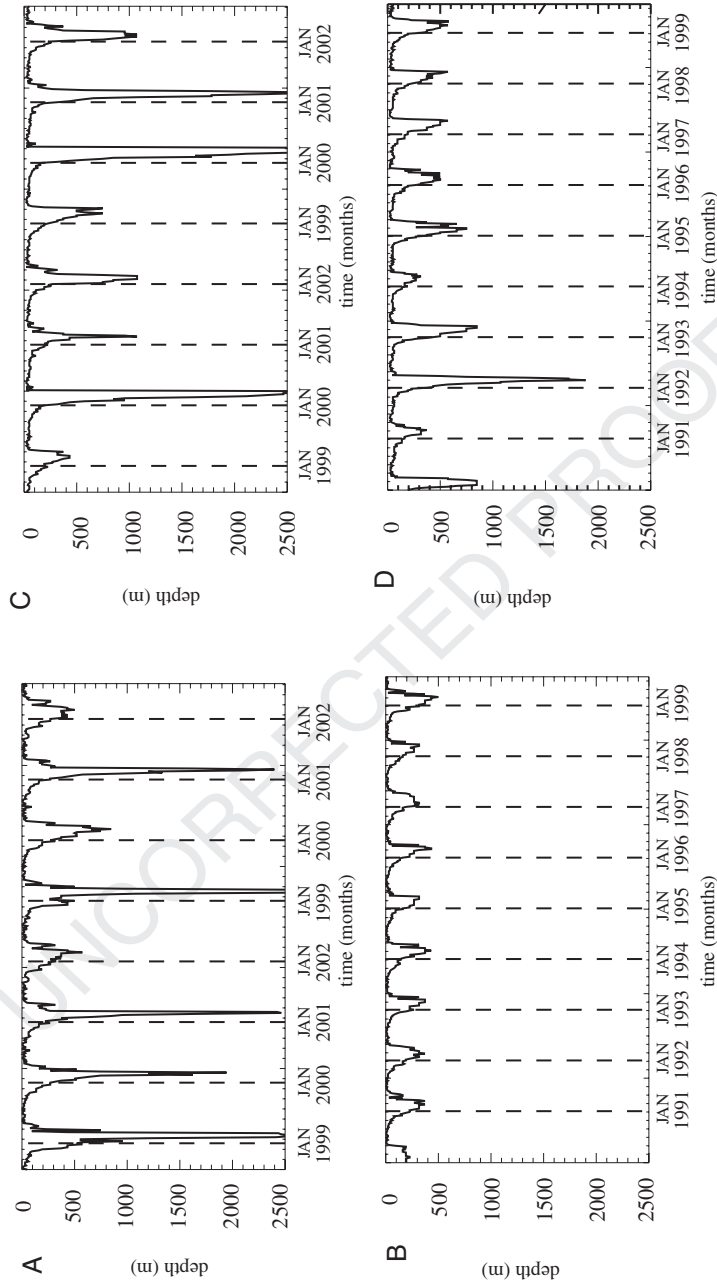 A
0
500
1000
1500
2000
2500
depth (m)
JAN JAN JAN JAN JAN JAN JAN JAN
1999 2000 2001 2002 1999 2000 2001 2002
time (months)
B
0
500
1000
1500
2000
2500
depth (m)
JAN JAN JAN JAN JAN JAN JAN JAN JAN
1991 1992 1993 1994 1995 1996 1997 1998 1999
time (months)
C
0
500
1000
1500
2000
2500
depth (m)
JAN JAN JAN JAN JAN JAN JAN JAN
1999 2000 2001 2002 1999 2000 2001 2002
time (months)
D
0
500
1000
1500
2000
2500
depth (m)
JAN JAN JAN JAN JAN JAN JAN JAN JAN
1991 1992 1993 1994 1995 1996 1997 1998 1999
time (months)
UNCORRECTED PROOF